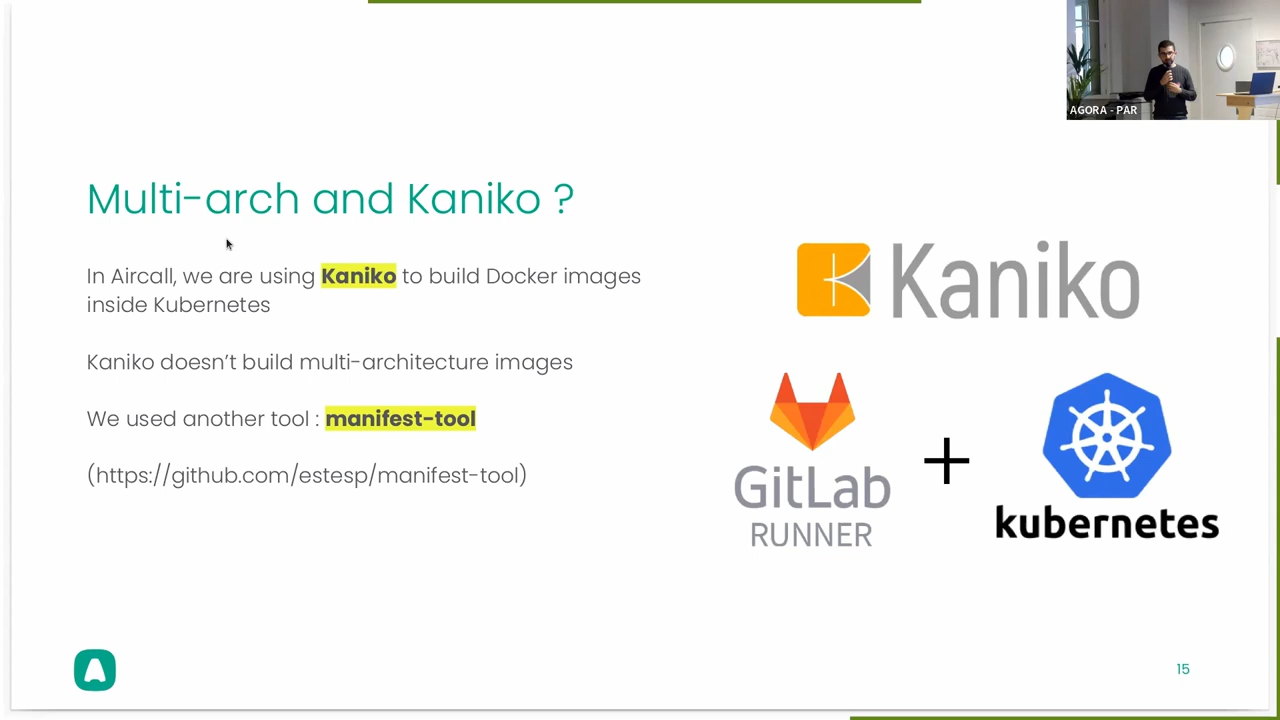 AGORA - PAR
Multi-arch and Kaniko ?
In Aircall, we are using Kaniko to build Docker images
inside Kubernetes
Kaniko doesn't build multi-architecture images
We used another tool : manifest-tool
(https://github.com/estesp/manifest-tool)
Kaniko
GitLab
RUNNER
+
kubernetes
15